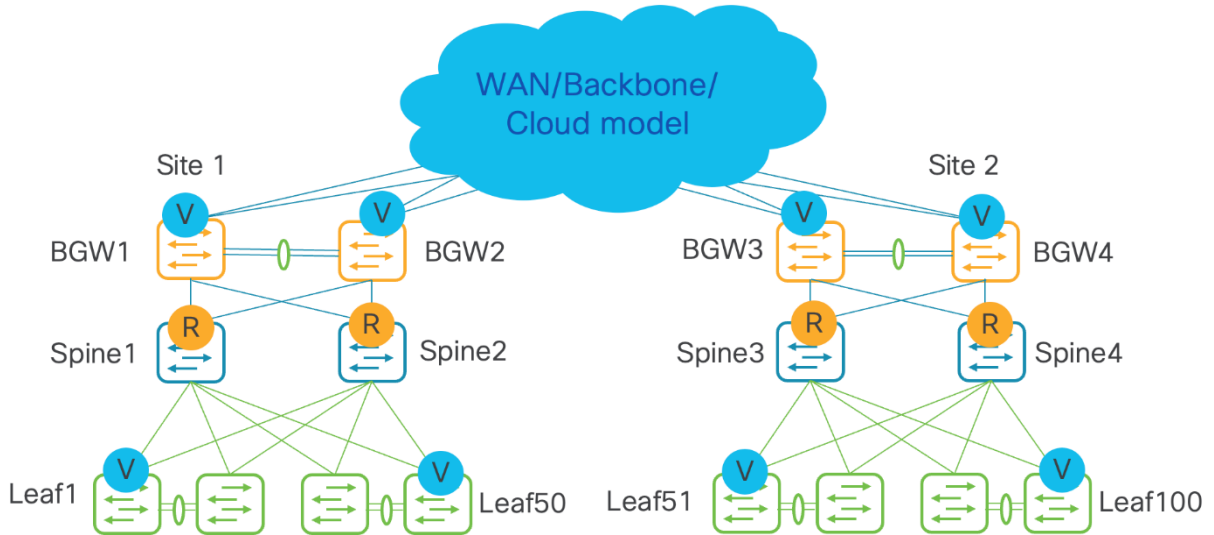 WAN/Backbone/
Cloud model
Site 1
Site 2
V
V
V
V
BGW1
BGW2
BGW3
BGW4
R
R
R
R
Spine1
Spine2
Spine3
Spine4
V
V
V
V
Leaf1
Leaf50
Leaf51
Leaf100